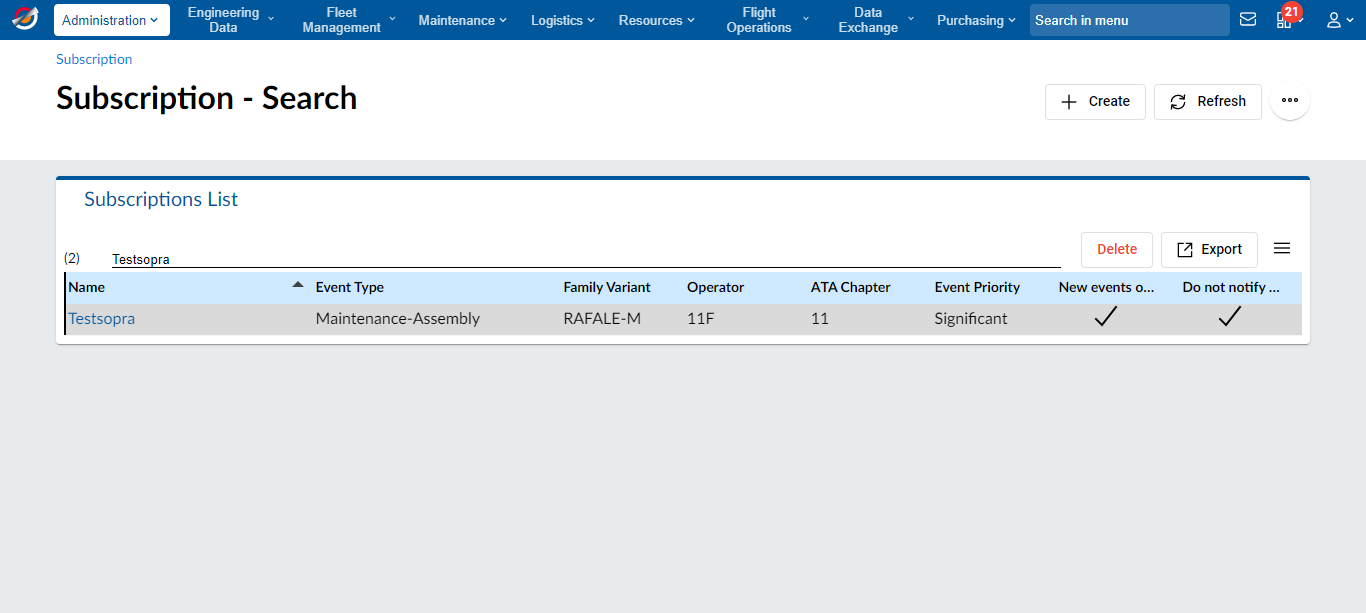 Administration
Engineering
Data
Fleet
Management
Maintenance
Logistics
Resources
Flight
Operations
Data
Exchange
Purchasing
Search in menu
21
Subscription
Subscription - Search
Create
Refresh
Subscriptions List
(2)
Testsopra
Delete
Export
Name Event Type Family Variant Operator ATA Chapter Event Priority New events o... Do not notify ...
Testsopra Maintenance-Assembly RAFALE-M 11F 11 Significant